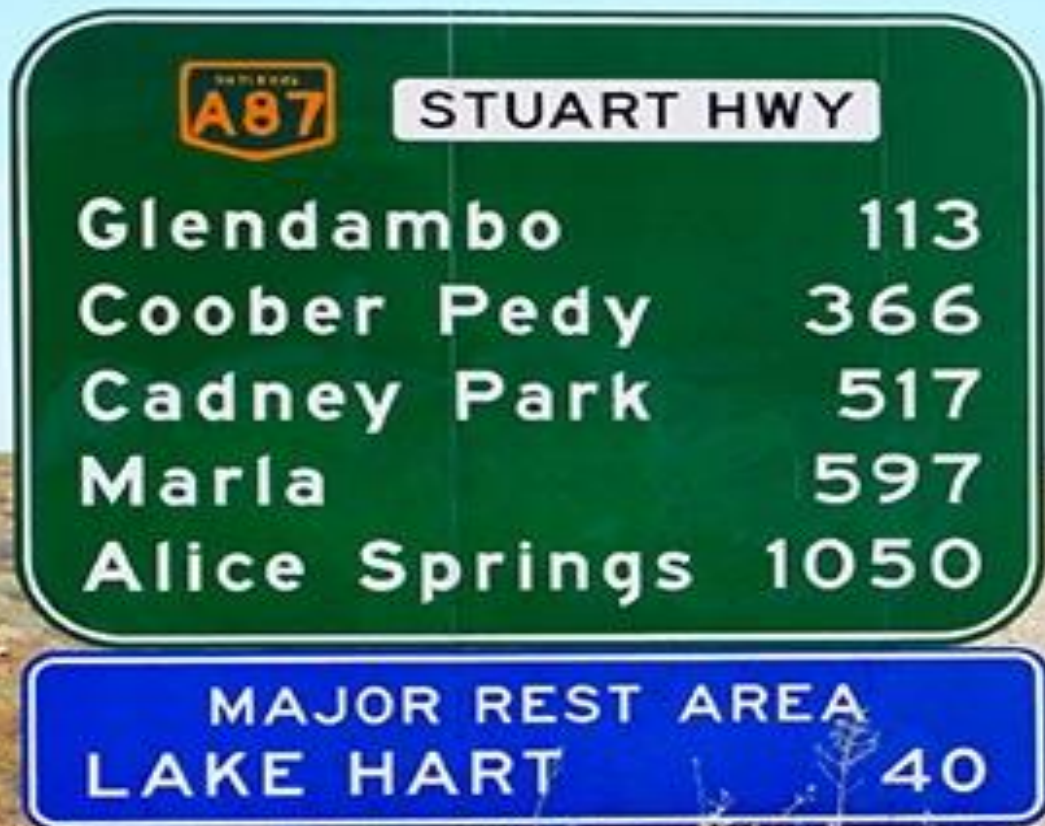 A87 STUART HWY
Glendambo 113
Coober Pedy 366
Cadney Park 517
Marla 597
Alice Springs 1050
MAJOR REST AREA
LAKE HART 40